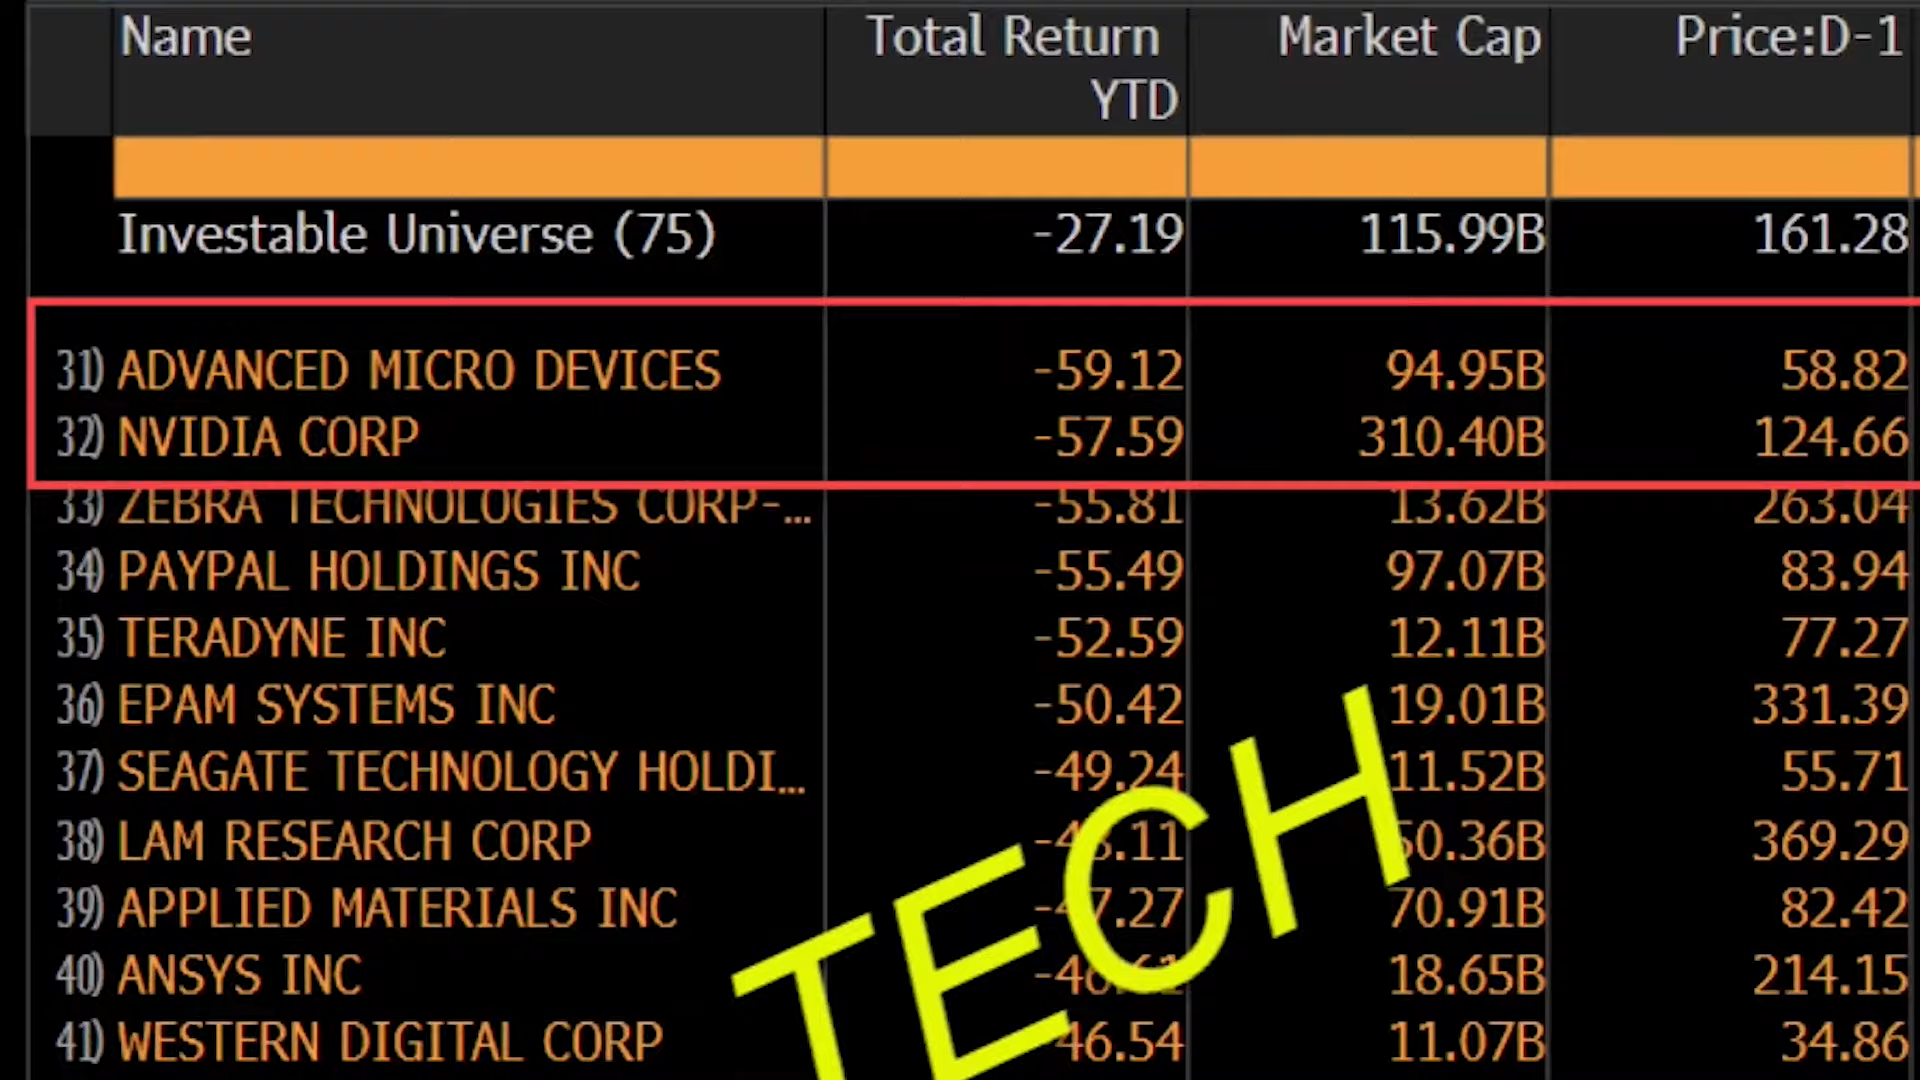 Name Total Return YTD Market Cap Price:D-1
Investable Universe (75) -27.19 115.99B 161.28
31) ADVANCED MICRO DEVICES -59.12 94.95B 58.82
32) NVIDIA CORP -57.59 310.40B 124.66
33) ZEBRA TECHNOLOGIES CORP-... -55.81 13.62B 263.04
34) PAYPAL HOLDINGS INC -55.49 97.07B 83.94
35) TERADYNE INC -52.59 12.11B 77.27
36) EPAM SYSTEMS INC -50.42 19.01B 331.39
37) SEAGATE TECHNOLOGY HOLDI... -49.24 11.52B 55.71
38) LAM RESEARCH CORP 369.29
39) APPLIED MATERIALS INC -47.27 70.91B 82.42
40) ANSYS INC 18.65B 214.15
41) WESTERN DIGITAL CORP -46.54 11.07B 34.86
TECH